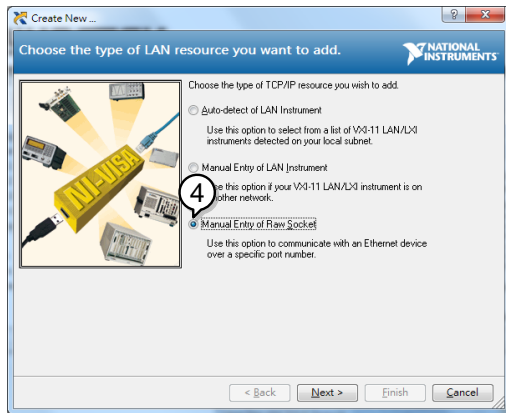 Create New ...
Choose the type of LAN resource you want to add.
NATIONAL
INSTRUMENTS
Choose the type of TCP/IP resource you wish to add.
Auto-detect of LAN Instrument
Use this option to select from a list of VXI-11 LAN/LXI
instruments detected on your local subnet.
Manual Entry of LAN Instrument
this option if your VXI-11 LAN/LXI instrument is on
network.
4
Manual Entry of Raw Socket
Use this option to communicate with an Ethernet device
over a specific port number.
NI-VISA
< Back
Next >
Finish
Cancel